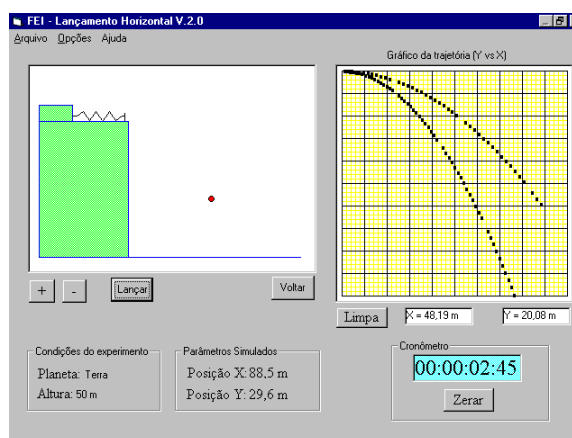 FEI - Lançamento Horizontal V.2.0
Arquivo Opções Ajuda
Gráfico da trajetória (Y vs X)
+ - Lançar Voltar
Limpa X = 48,19 m Y = 20,08 m
Condições do experimento
Planeta: Terra
Altura: 50 m
Parâmetros Simulados
Posição X: 88,5 m
Posição Y: 29,6 m
Cronômetro
00:00:02:45
Zerar